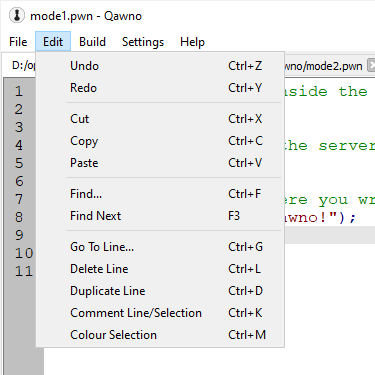 mode1.pwn - Qawno
File Edit Build Settings Help
D:/o wno/mode2.pwn
Undo Ctrl+Z
Redo Ctrl+Y
Cut Ctrl+X
Copy Ctrl+C
Paste Ctrl+V
Find... Ctrl+F
Find Next F3
Go To Line... Ctrl+G
Delete Line Ctrl+L
Duplicate Line Ctrl+D
Comment Line/Selection Ctrl+K
Colour Selection Ctrl+M
1 nside the
2
3
4 the server
5
6
7 ere you wr
8 awno!");
9
10
11